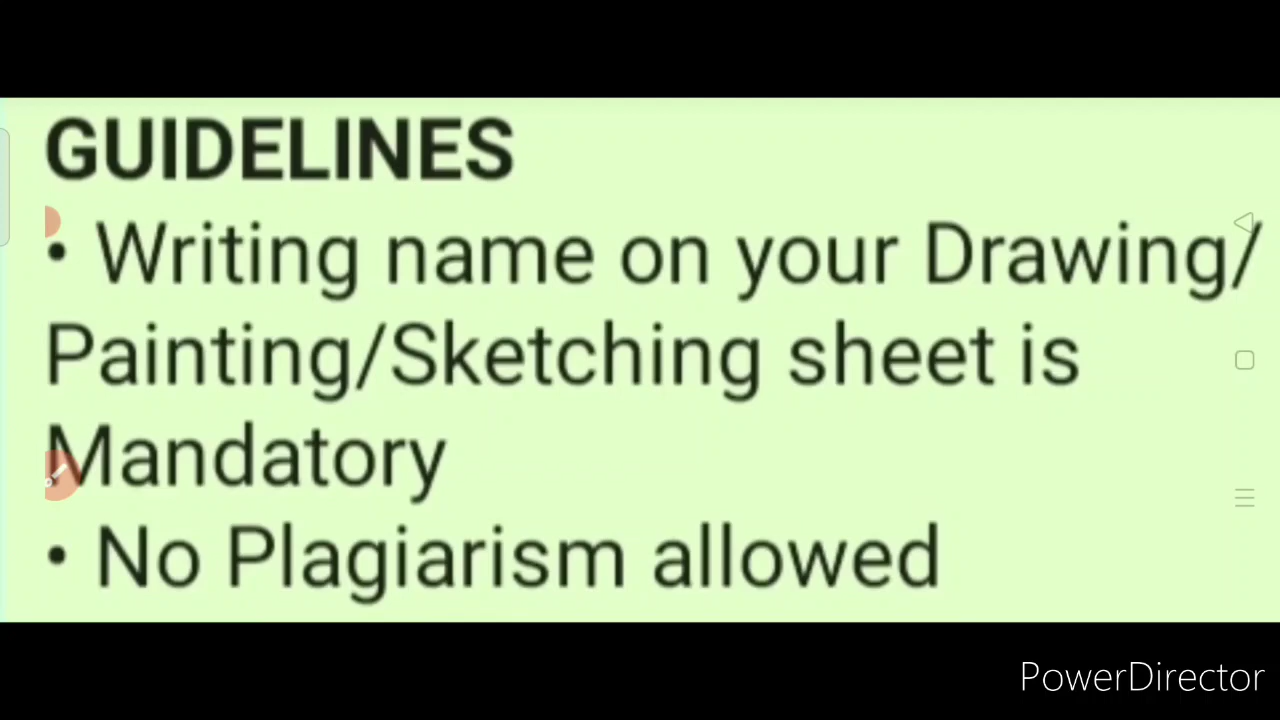 GUIDELINES
• Writing name on your Drawing/
Painting/Sketching sheet is
Mandatory
• No Plagiarism allowed
PowerDirector